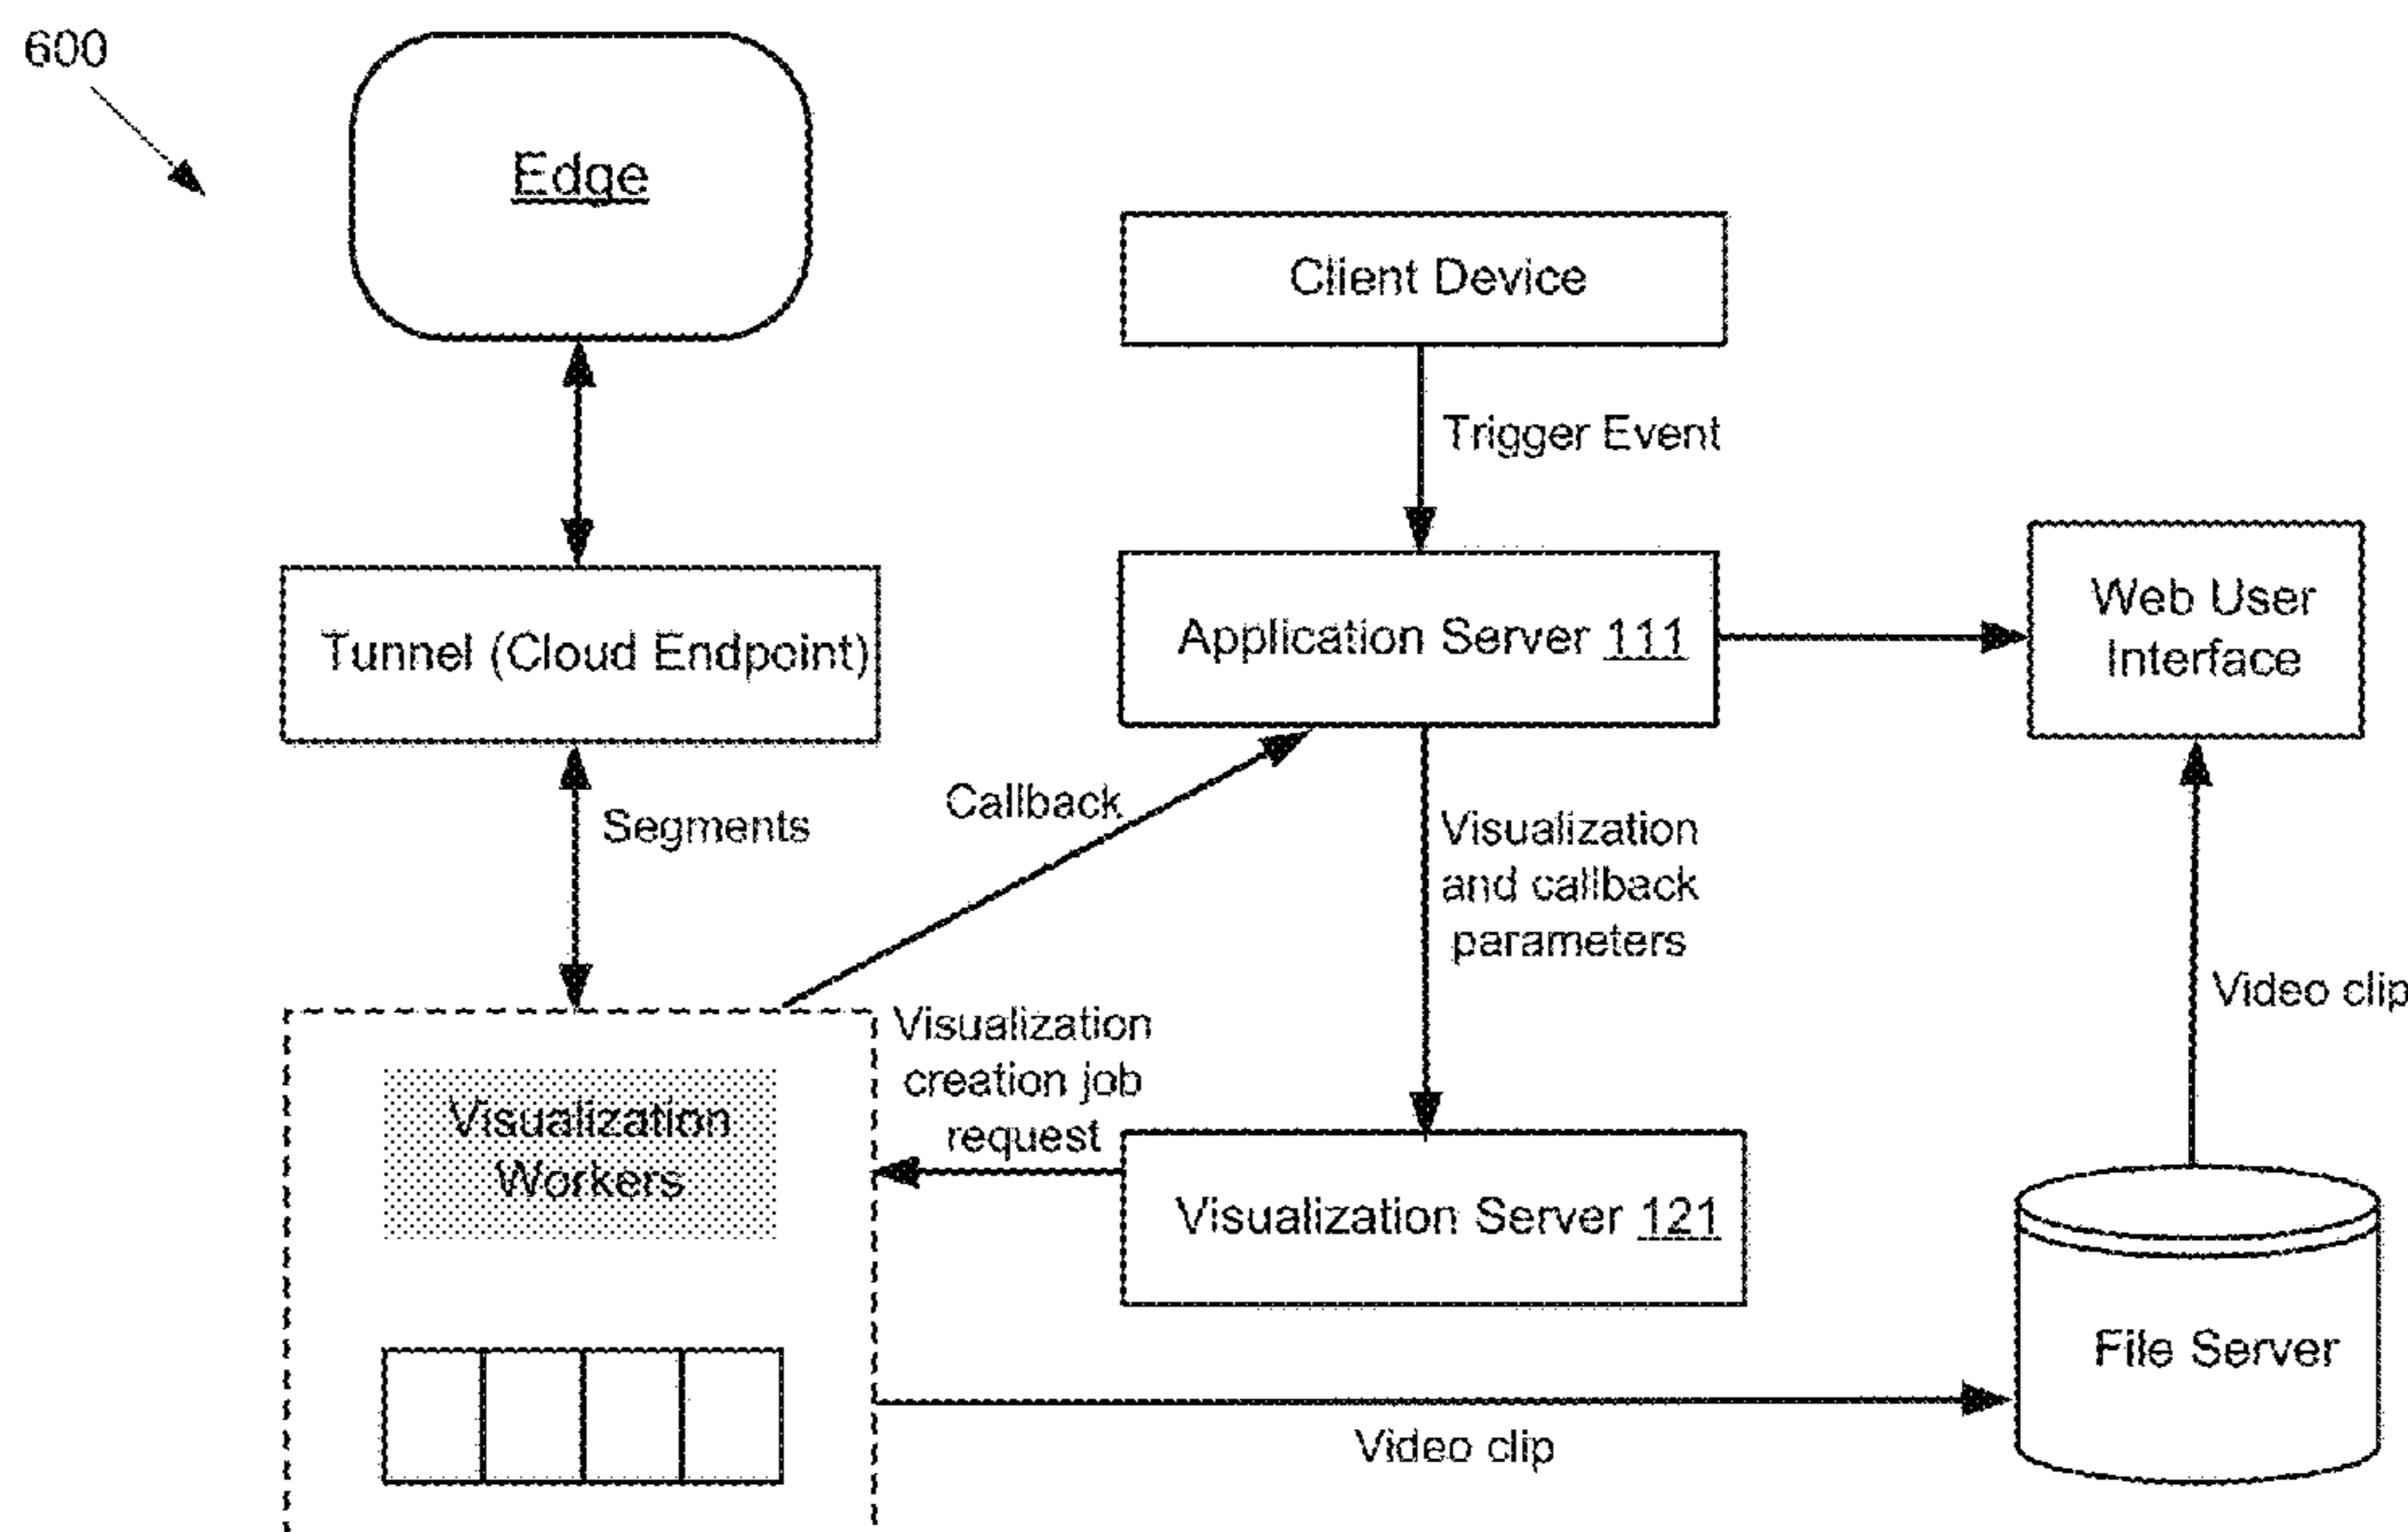 600
Edge
Client Device
Trigger Event
Tunnel (Cloud Endpoint)
Application Server 111
Web User
Interface
Segments
Callback
Visualization
and callback
parameters
Video clip
Visualization
creation job
request
Visualization
Workers
Visualization Server 121
File Server
Video clip